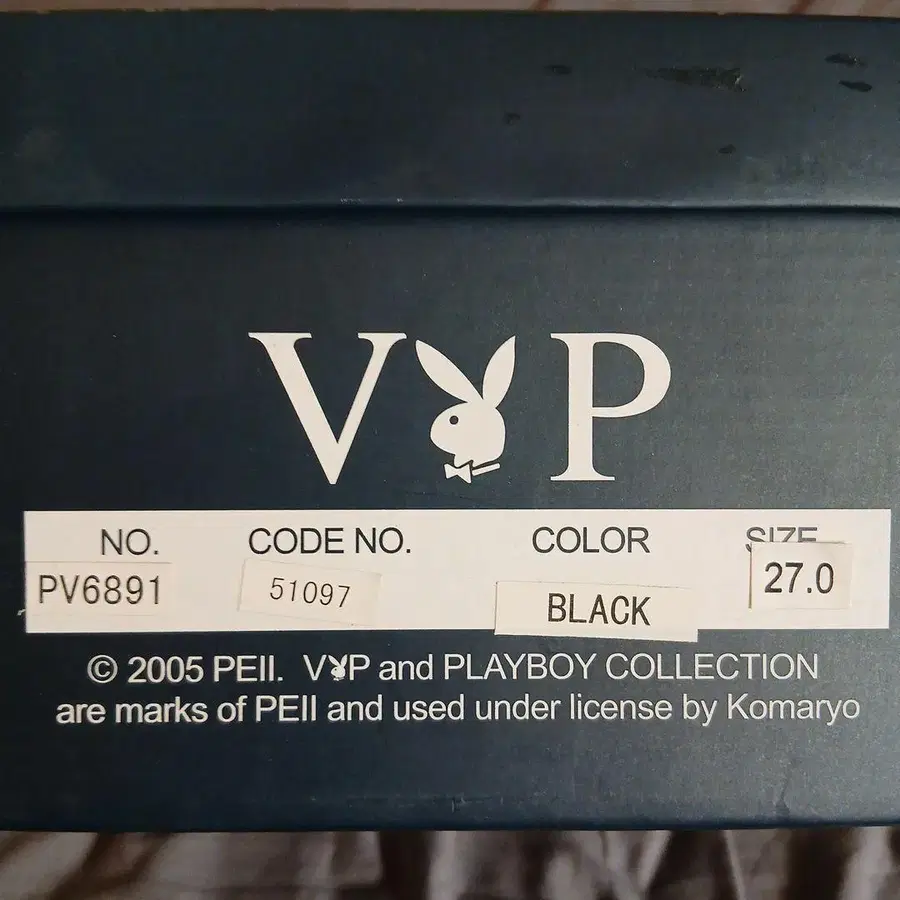 V P
NO. CODE NO. COLOR SIZE
PV6891 51097 BLACK 27.0
© 2005 PEII. V P and PLAYBOY COLLECTION
are marks of PEII and used under license by Komaryo